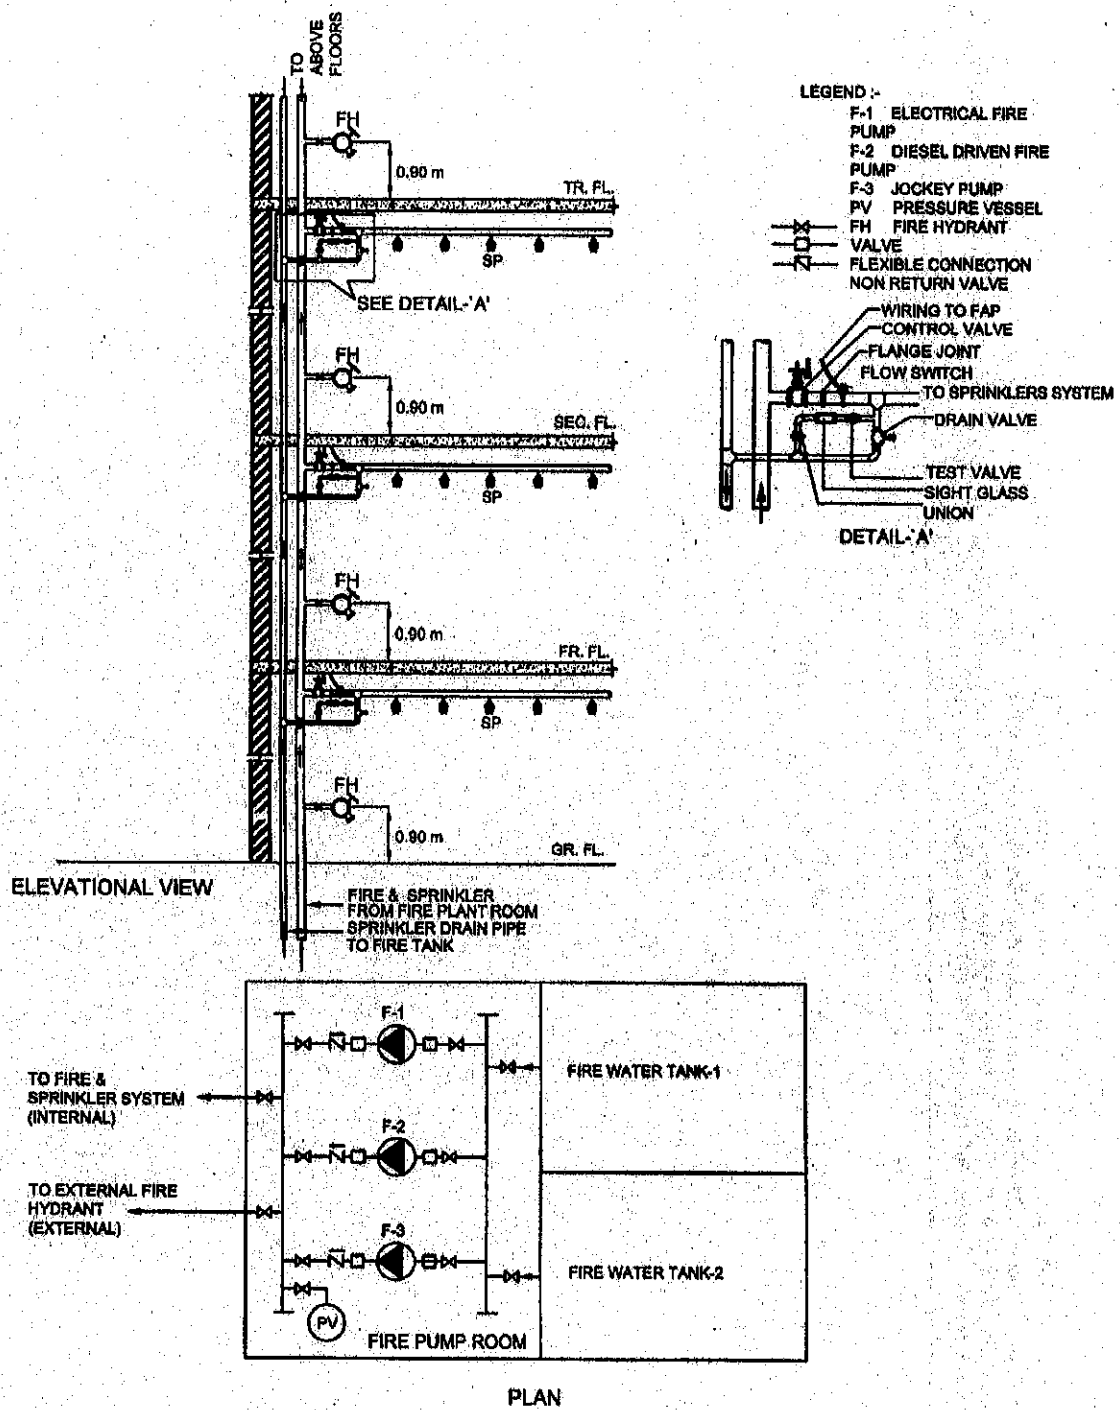 TO
ABOVE
FLOORS
FH
0.90 m
TR. FL.
SP
SEE DETAIL-'A'
FH
0.90 m
SEC. FL.
SP
FH
0.90 m
FR. FL.
SP
FH
0.90 m
GR. FL.
ELEVATIONAL VIEW
FIRE & SPRINKLER
FROM FIRE PLANT ROOM
SPRINKLER DRAIN PIPE
TO FIRE TANK
LEGEND :-
F-1 ELECTRICAL FIRE
PUMP
F-2 DIESEL DRIVEN FIRE
PUMP
F-3 JOCKEY PUMP
PV PRESSURE VESSEL
FH FIRE HYDRANT
VALVE
FLEXIBLE CONNECTION
NON RETURN VALVE
WIRING TO FAP
CONTROL VALVE
FLANGE JOINT
FLOW SWITCH
TO SPRINKLERS SYSTEM
DRAIN VALVE
TEST VALVE
SIGHT GLASS
UNION
DETAIL-'A'
F-1
FIRE WATER TANK-1
TO FIRE &
SPRINKLER SYSTEM
(INTERNAL)
F-2
TO EXTERNAL FIRE
HYDRANT
(EXTERNAL)
F-3
FIRE WATER TANK-2
PV
FIRE PUMP ROOM
PLAN